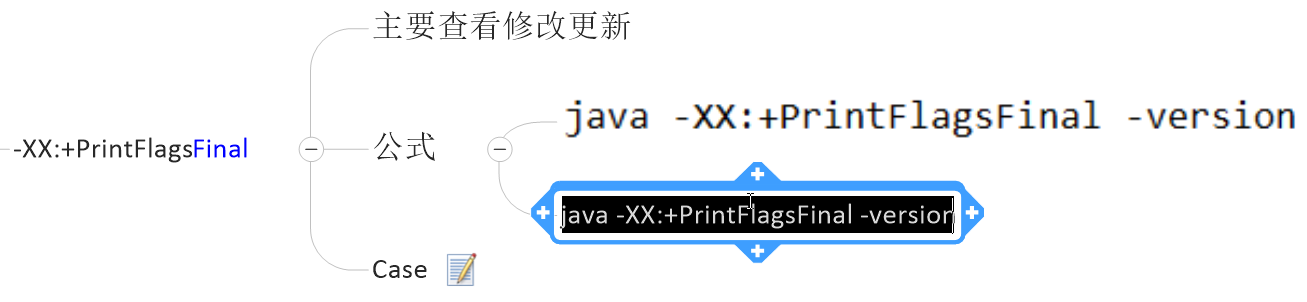 主要查看修改更新
java -XX:+PrintFlagsFinal -version
-XX:+PrintFlagsFinal
公式
java -XX:+PrintFlagsFinal -version
Case